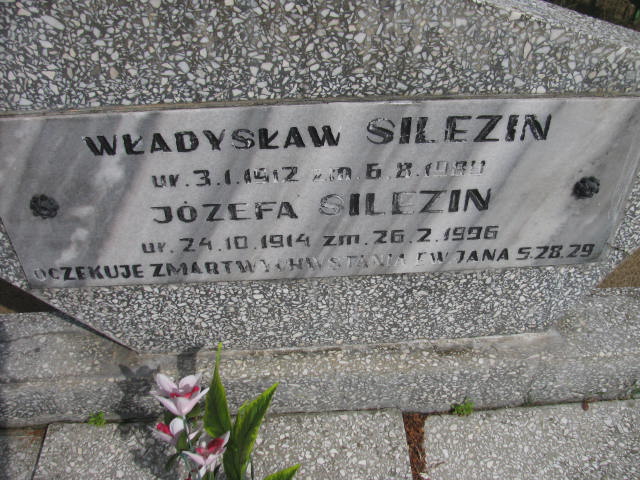 WŁADYSŁAW SILEZIN
ur. 3.1.1912 zm. 6.8.1980
JÓZEFA SILEZIN
ur. 24.10.1914 zm. 26.2.1996
OCZEKUJE ZMARTWYCHWSTANIA EW JANA 5.28.29